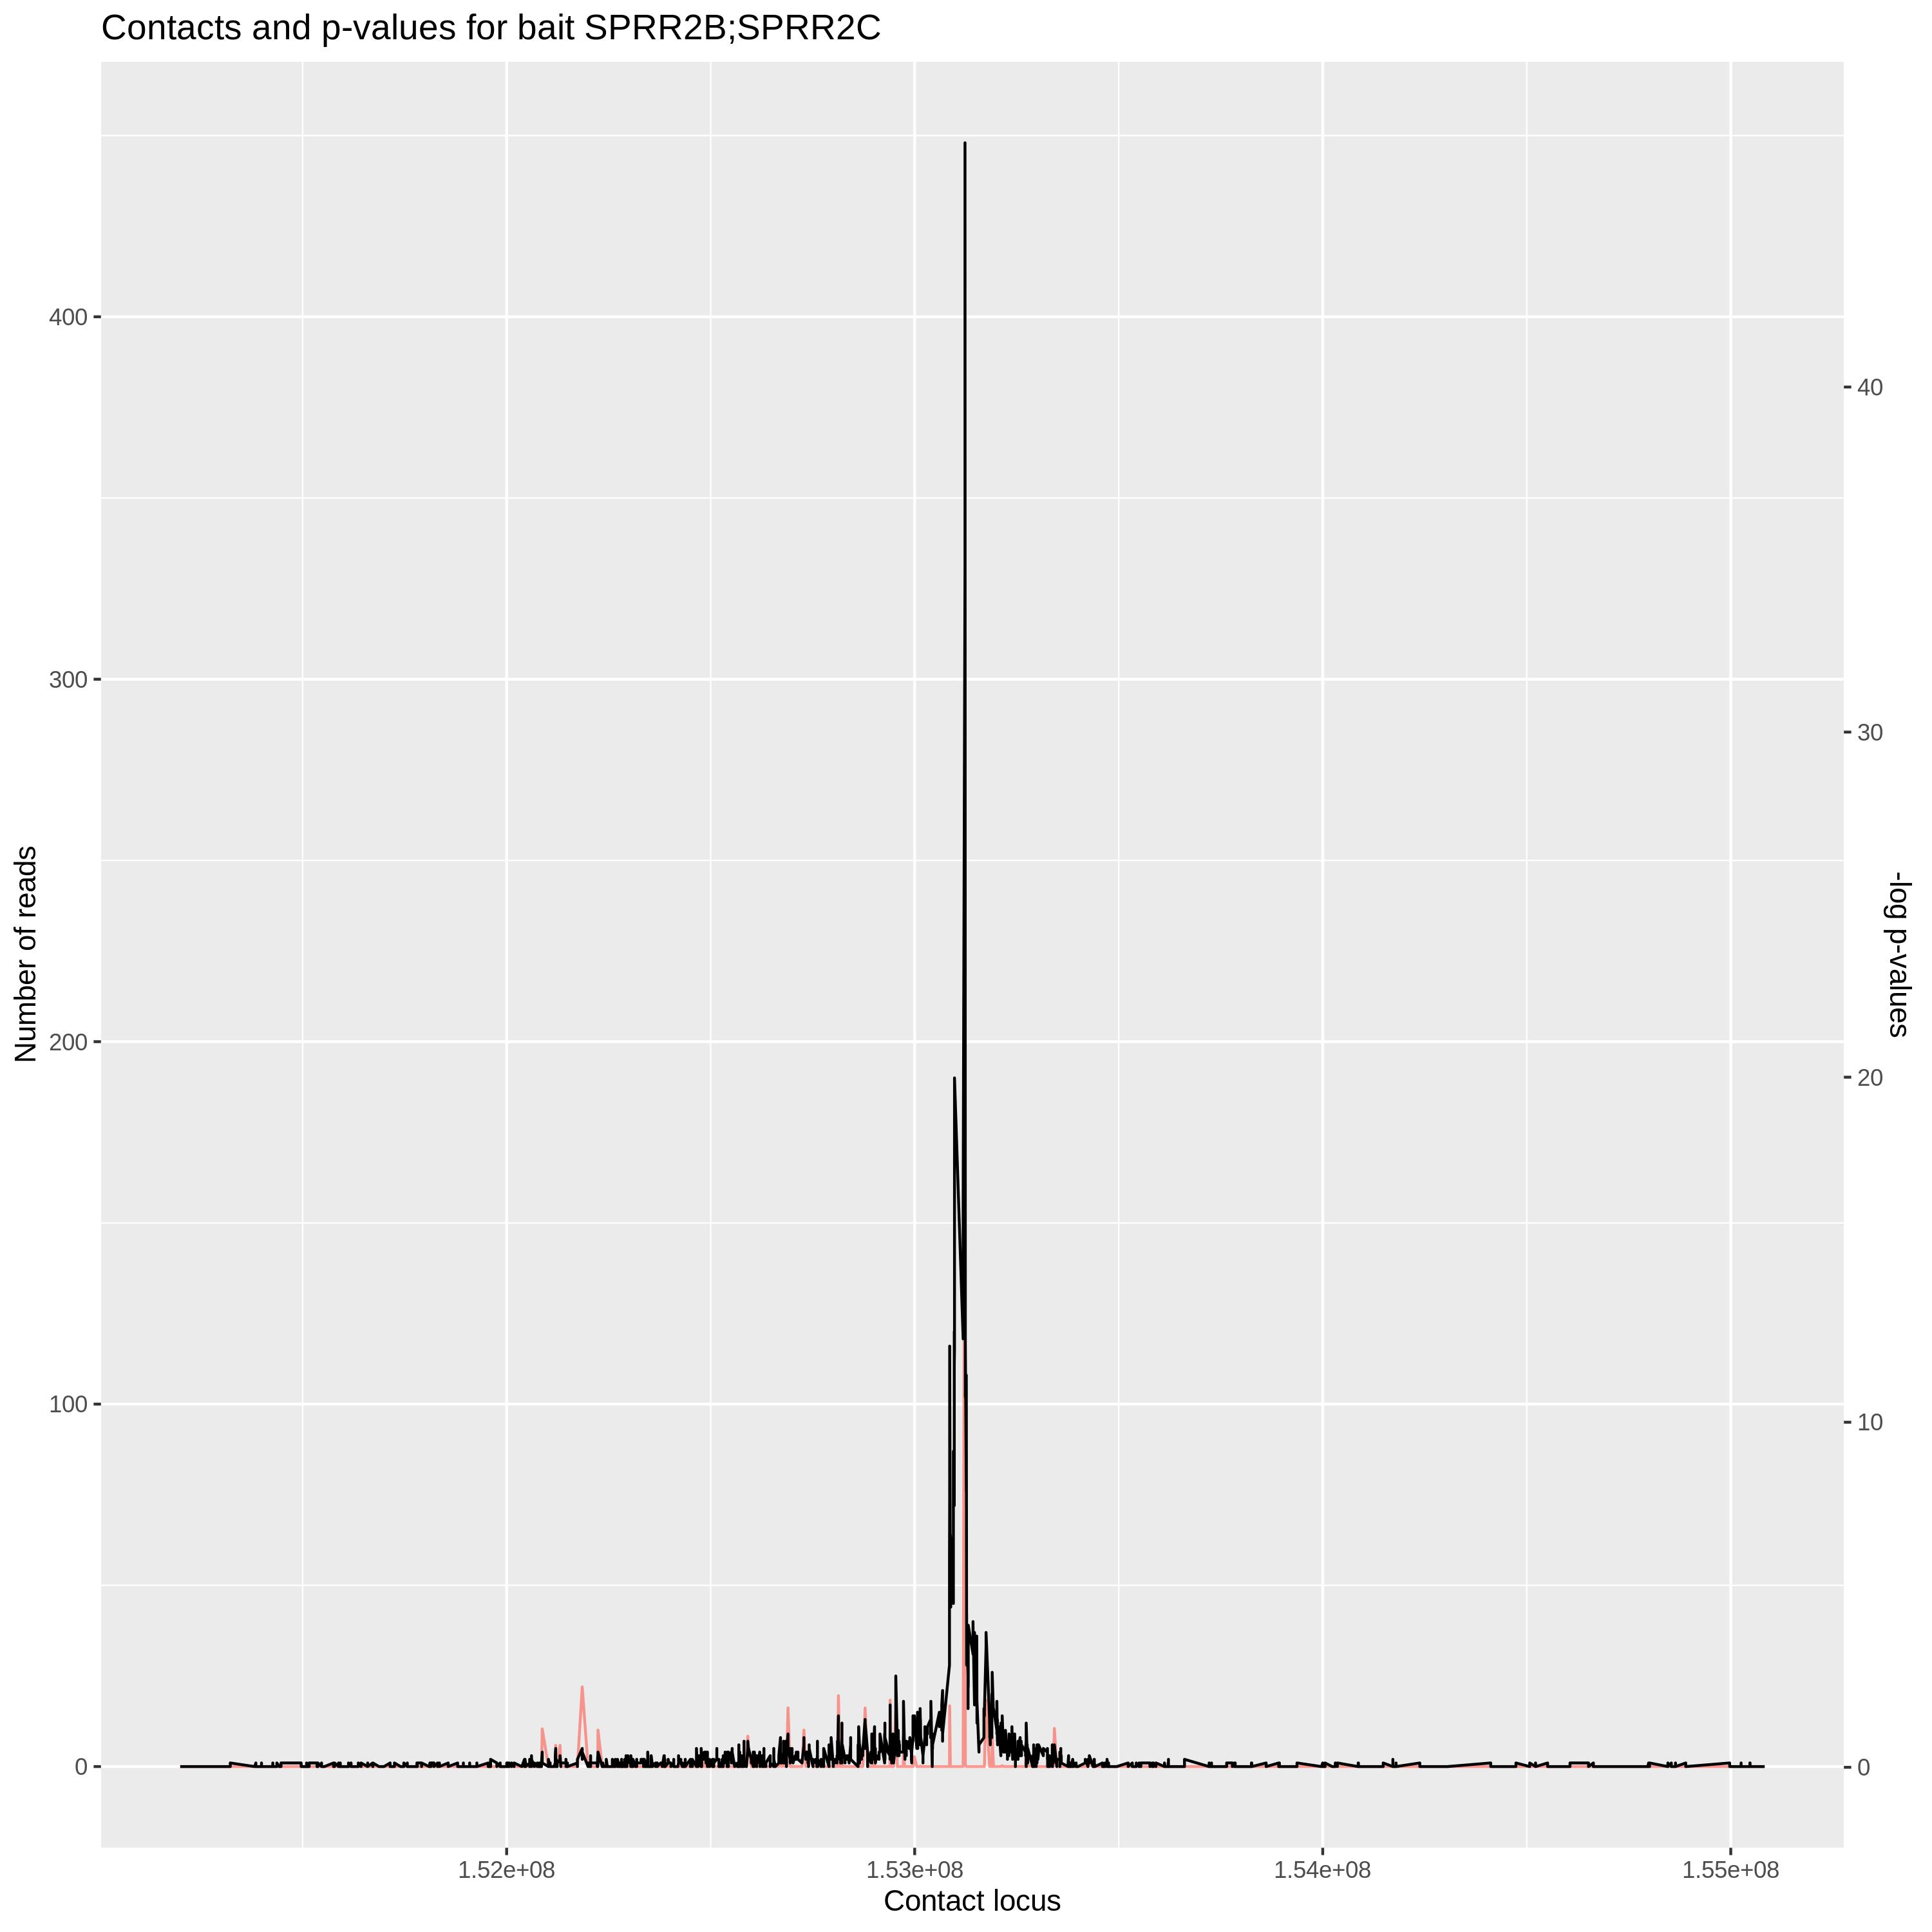 Contacts and p-values for bait SPRR2B;SPRR2C
Number of reads
400
300
200
100
0
-log p-values
40
30
20
10
0
1.52e+08
1.53e+08
1.54e+08
1.55e+08
Contact locus